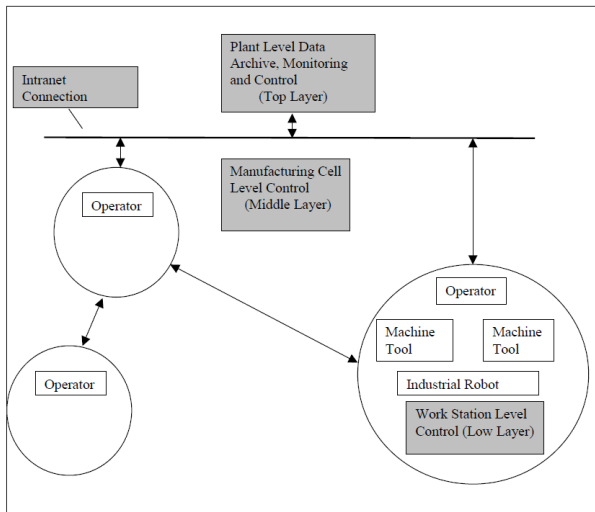 Plant Level Data
Archive, Monitoring
and Control
(Top Layer)
Intranet
Connection
Manufacturing Cell
Level Control
(Middle Layer)
Operator
Operator
Machine
Tool
Machine
Tool
Operator
Industrial Robot
Work Station Level
Control (Low Layer)